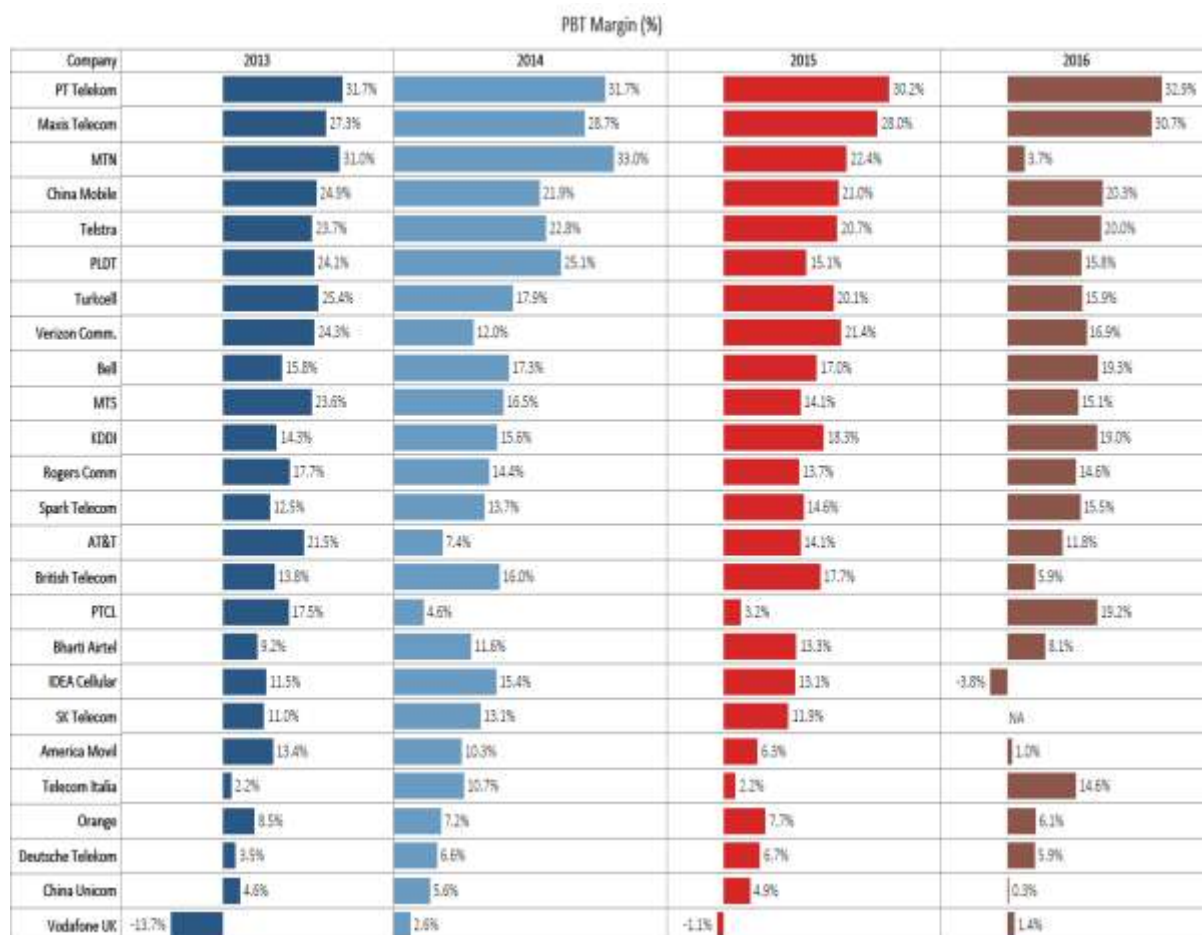 PBT Margin (%)
Company 2013 2014 2015 2016
PT Telekom 31.7% 31.7% 30.2% 32.9%
Maxis Telecom 27.3% 28.7% 28.0% 30.7%
MTN 31.0% 33.0% 22.4% 3.7%
China Mobile 24.9% 21.9% 21.0% 20.3%
Telstra 23.7% 22.8% 20.7% 20.0%
PLDT 24.1% 25.1% 15.1% 15.8%
Turkcell 25.4% 17.9% 20.1% 15.9%
Verizon Comm. 24.3% 12.0% 21.4% 16.9%
Bell 15.8% 17.3% 17.0% 19.3%
MTS 23.6% 16.5% 14.1% 15.1%
KDDI 14.3% 15.6% 18.3% 19.0%
Rogers Comm 17.7% 14.4% 13.7% 14.6%
Spark Telecom 12.5% 13.7% 14.6% 15.5%
AT&T 21.5% 7.4% 14.1% 11.8%
British Telecom 13.8% 16.0% 17.7% 5.9%
PTCL 17.5% 4.6% 3.2% 19.2%
Bharti Airtel 9.2% 11.6% 13.3% 8.1%
IDEA Cellular 11.5% 15.4% 13.1% -3.8%
SK Telecom 11.0% 13.1% 11.9% NA
America Movil 13.4% 10.3% 6.3% 1.0%
Telecom Italia 2.2% 10.7% 2.2% 14.6%
Orange 8.5% 7.2% 7.7% 6.1%
Deutsche Telekom 3.5% 6.6% 6.7% 5.9%
China Unicom 4.6% 5.6% 4.9% 0.3%
Vodafone UK -13.7% 2.6% -1.1% 1.4%